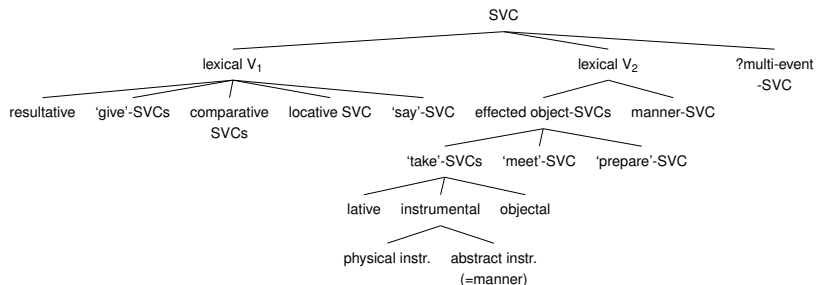 SVC
lexical V₁ lexical V₂ ?multi-event
-SVC
resultative ‘give’-SVCs comparative locative SVC ‘say’-SVC effected object-SVCs manner-SVC
SVCs
‘take’-SVCs ‘meet’-SVC ‘prepare’-SVC
lative instrumental objectal
physical instr. abstract instr.
(=manner)